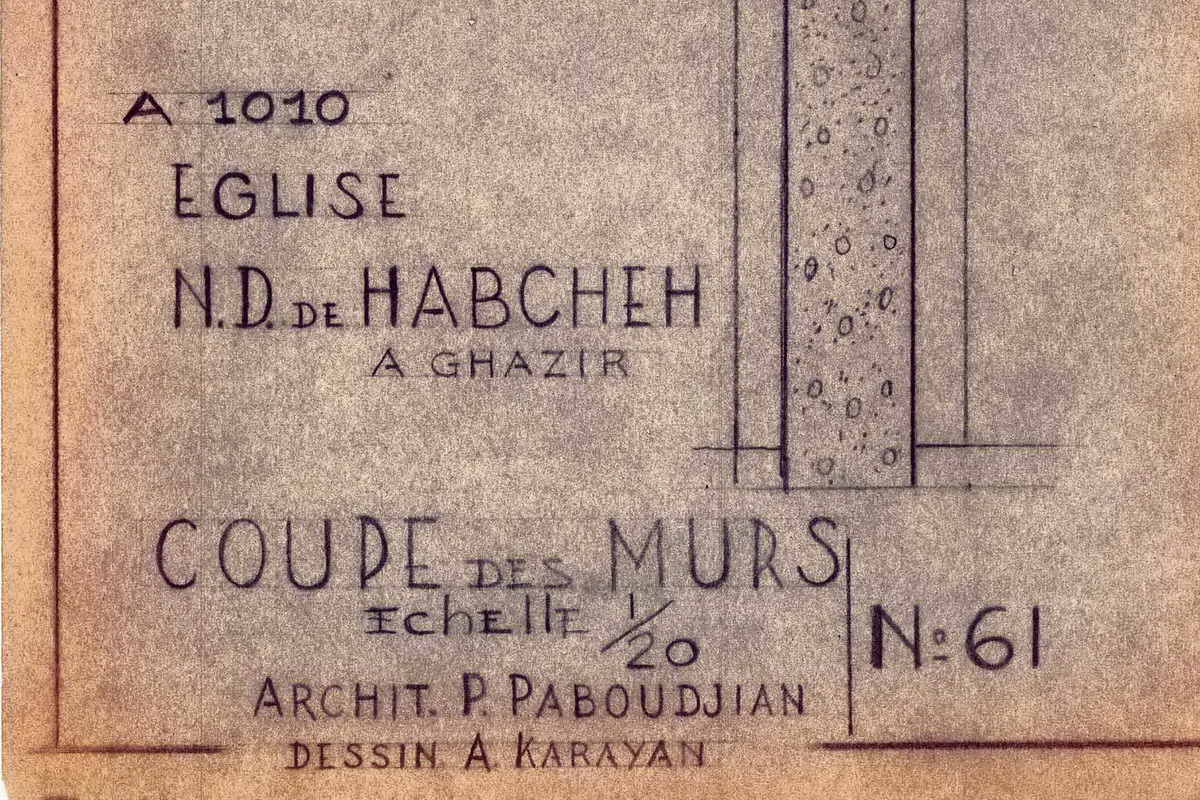 A 1010
EGLISE
N.D. DE HABCHEH
A GHAZIR
COUPE DES MURS
Echelle 1/20
N° 61
ARCHIT. P. PABOUDJIAN
DESSIN A. KARAYAN